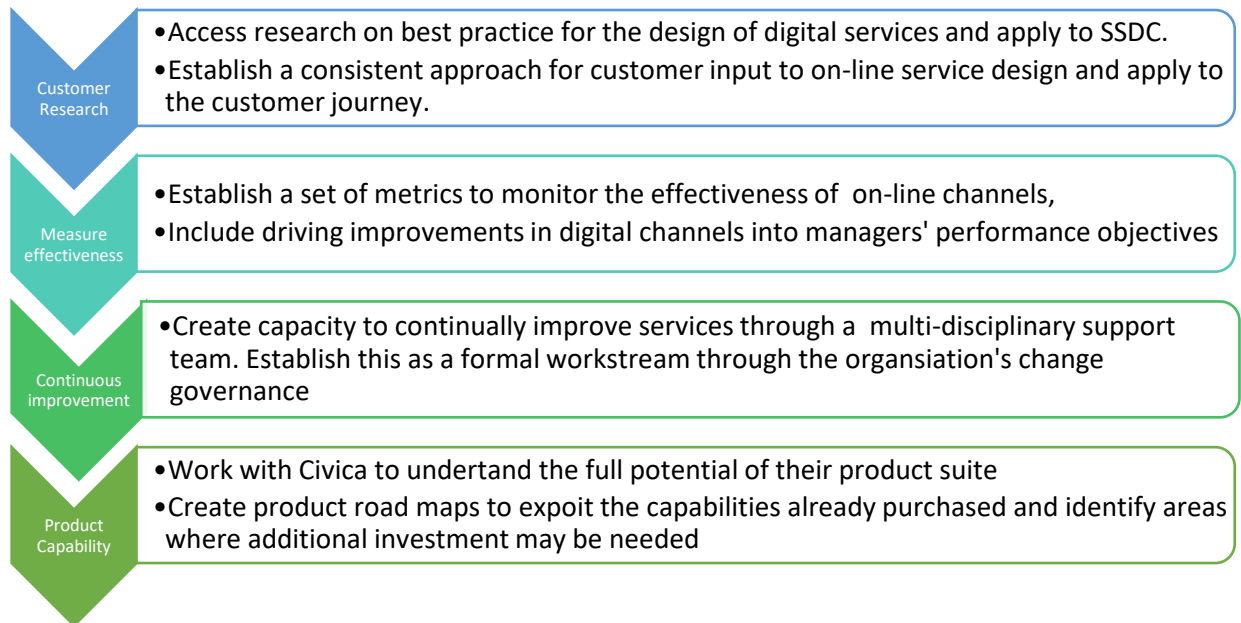 Customer
Research
•Access research on best practice for the design of digital services and apply to SSDC.
•Establish a consistent approach for customer input to on-line service design and apply to
the customer journey.
Measure
effectiveness
•Establish a set of metrics to monitor the effectiveness of  on-line channels,
•Include driving improvements in digital channels into managers' performance objectives
Continuous
improvement
•Create capacity to continually improve services through a  multi-disciplinary support
team. Establish this as a formal workstream through the organsiation's change
governance
Product
Capability
•Work with Civica to undertand the full potential of their product suite
•Create product road maps to expoit the capabilities already purchased and identify areas
where additional investment may be needed